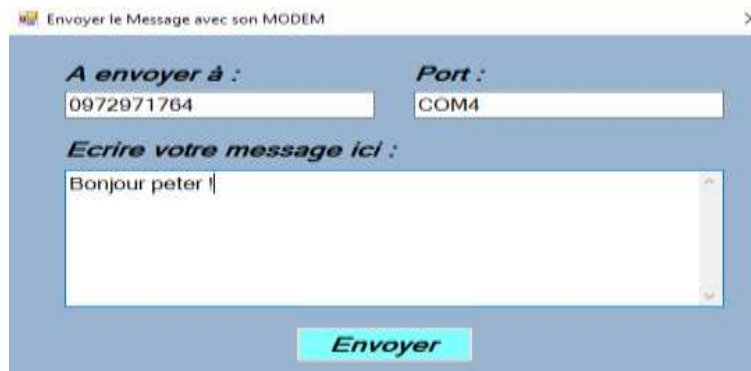 Envoyer le Message avec son MODEM
A envoyer à : Port :
0972971764 COM4
Ecrire votre message ici :
Bonjour peter !
Envoyer